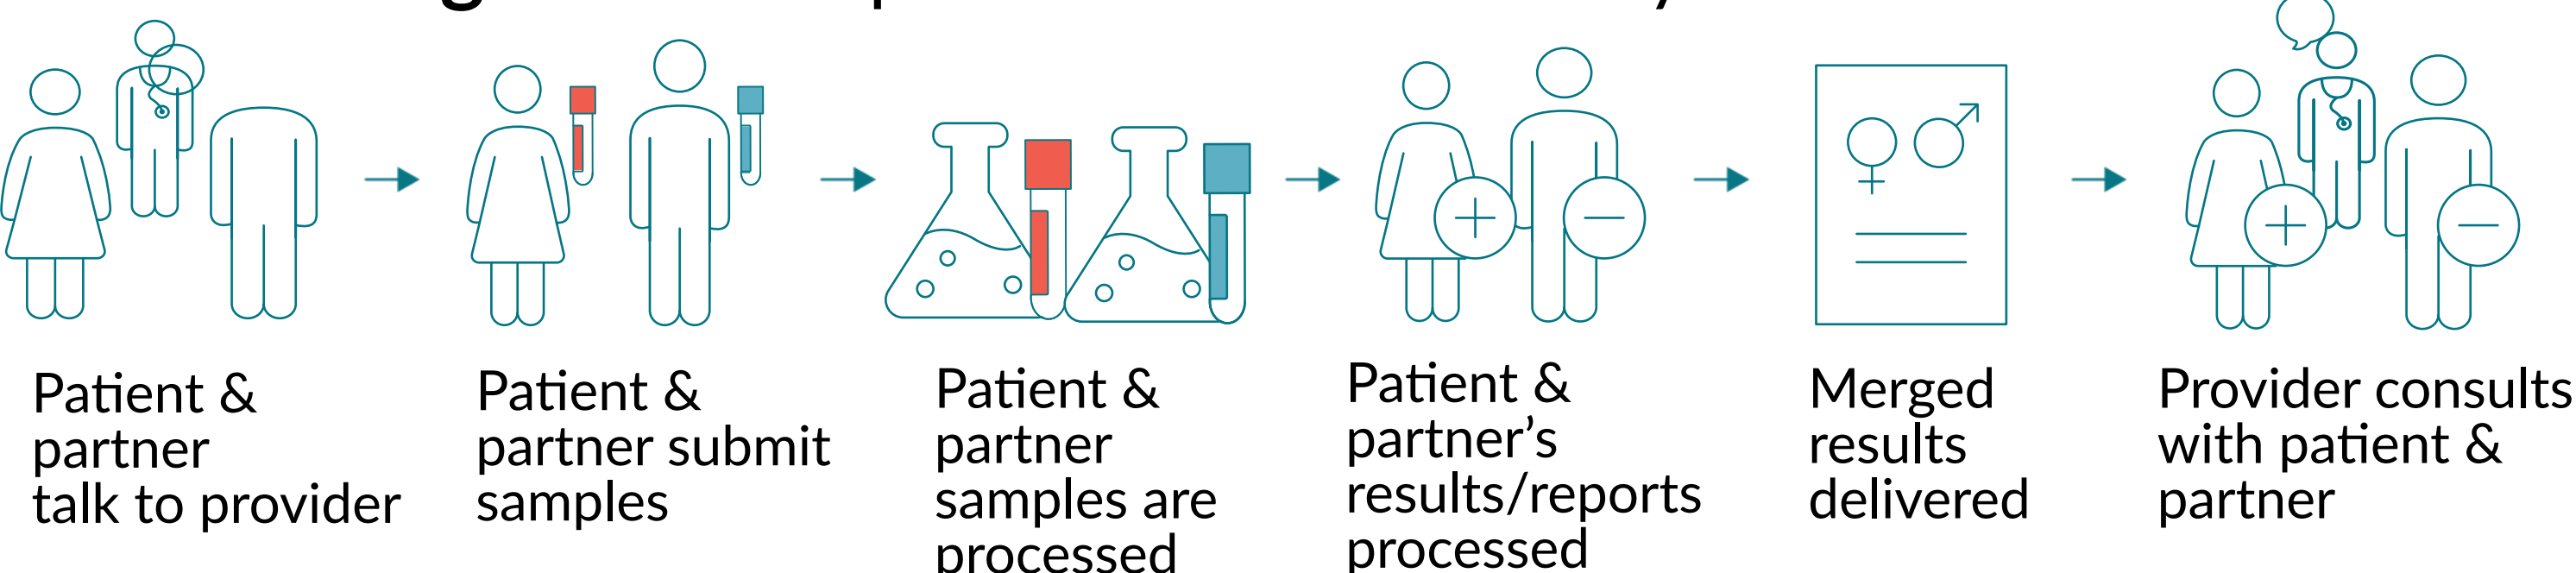 Patient &
partner
talk to provider
Patient &
partner submit
samples
Patient &
partner
samples are
processed
Patient &
partner's
results/reports
processed
Merged
results
delivered
Provider consults
with patient &
partner